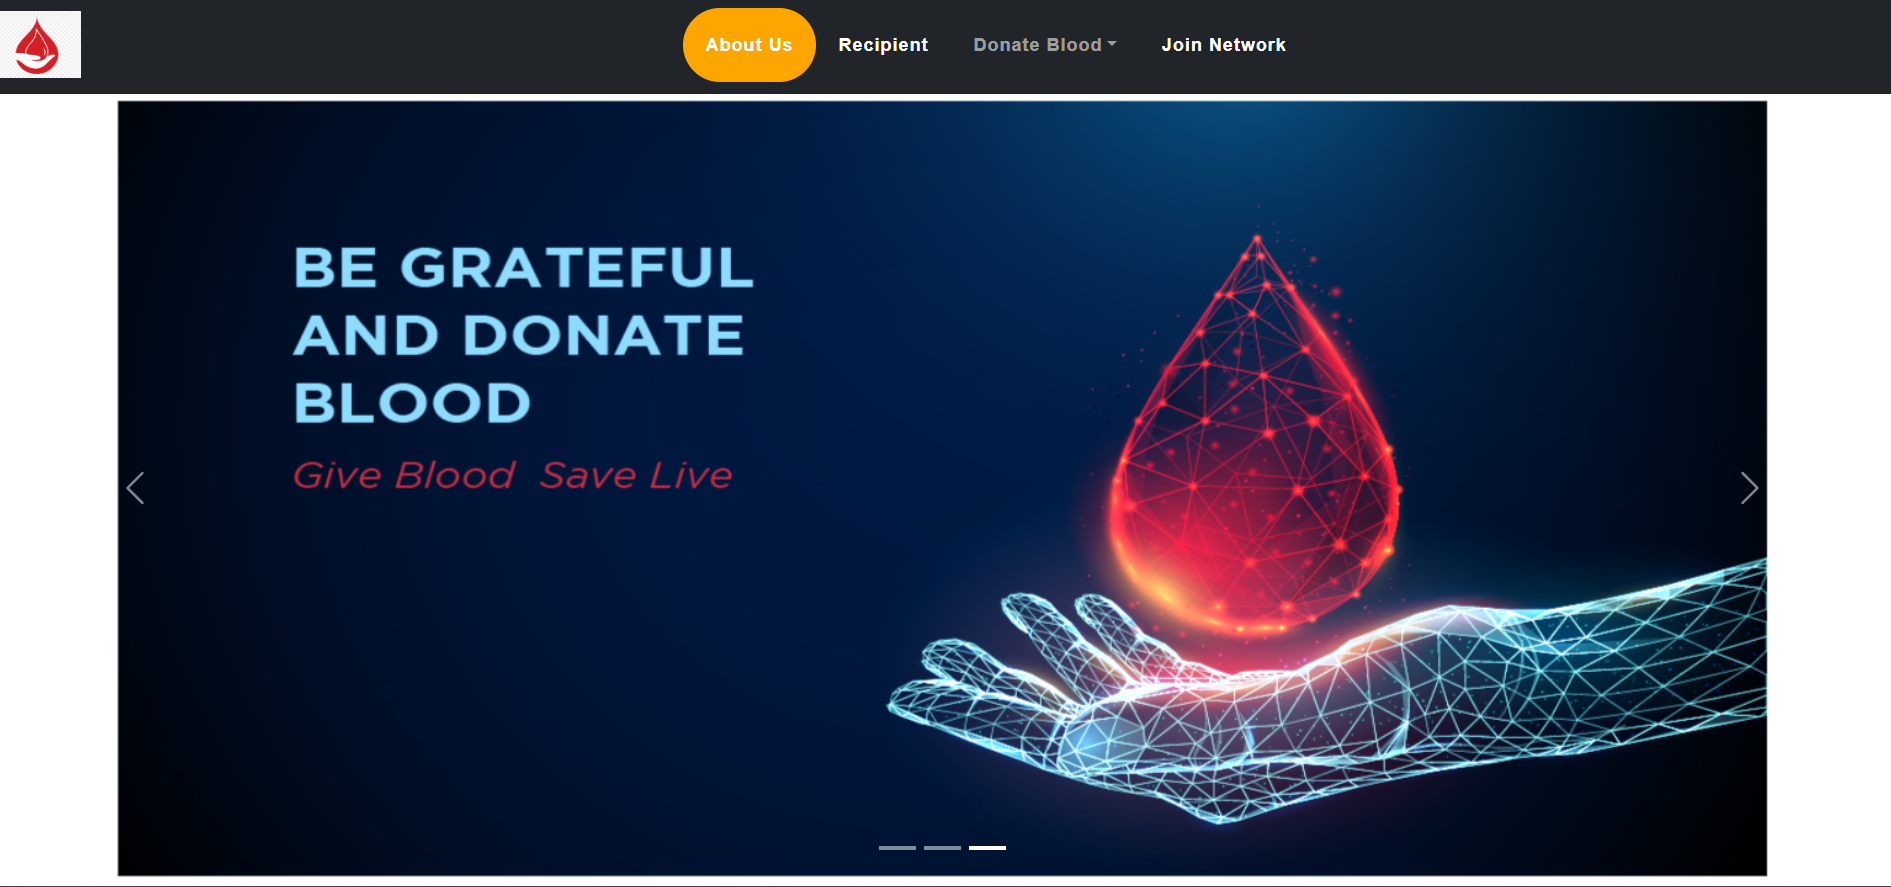 About Us Recipient Donate Blood Join Network
BE GRATEFUL
AND DONATE
BLOOD
Give Blood Save Live